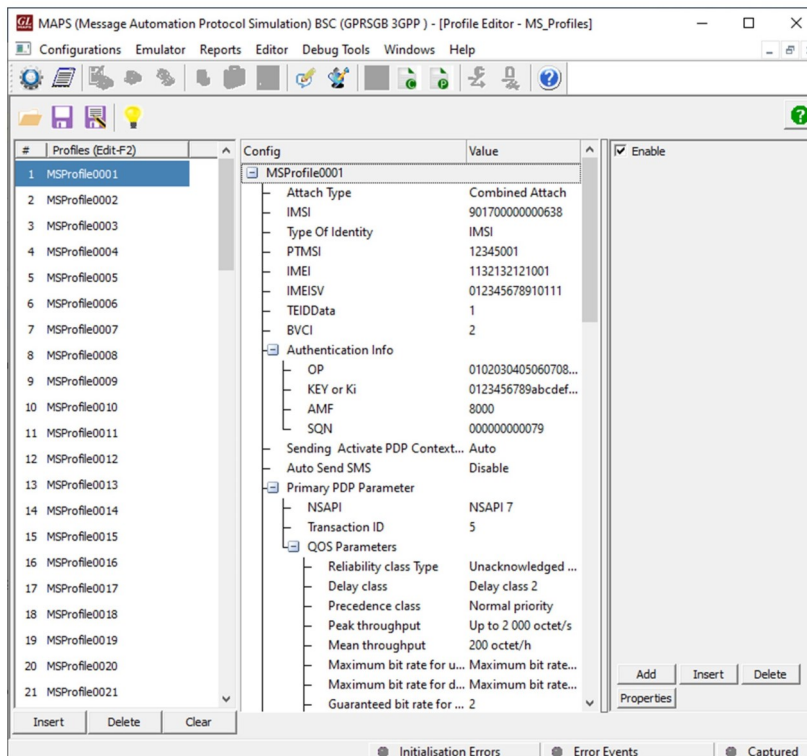 GL MAPS (Message Automation Protocol Simulation) BSC (GPRSGB 3GPP ) - [Profile Editor - MS_Profiles]
Configurations Emulator Reports Editor Debug Tools Windows Help
# Profiles (Edit-F2)
1 MSProfile0001
2 MSProfile0002
3 MSProfile0003
4 MSProfile0004
5 MSProfile0005
6 MSProfile0006
7 MSProfile0007
8 MSProfile0008
9 MSProfile0009
10 MSProfile0010
11 MSProfile0011
12 MSProfile0012
13 MSProfile0013
14 MSProfile0014
15 MSProfile0015
16 MSProfile0016
17 MSProfile0017
18 MSProfile0018
19 MSProfile0019
20 MSProfile0020
21 MSProfile0021
Insert Delete Clear
Config Value
MSProfile0001
Attach Type Combined Attach
IMSI 901700000000638
Type Of Identity IMSI
PTMSI 12345001
IMEI 1132132121001
IMEISV 012345678910111
TEIDData 1
BVCI 2
Authentication Info
OP 0102030405060708...
KEY or Ki 0123456789abcdef...
AMF 8000
SQN 000000000079
Sending Activate PDP Context... Auto
Auto Send SMS Disable
Primary PDP Parameter
NSAPI NSAPI 7
Transaction ID 5
QOS Parameters
Reliability class Type Unacknowledged ...
Delay class Delay class 2
Precedence class Normal priority
Peak throughput Up to 2 000 octet/s
Mean throughput 200 octet/h
Maximum bit rate for u... Maximum bit rate...
Maximum bit rate for d... Maximum bit rate...
Guaranteed bit rate for ... 2
Enable
Add Insert Delete
Properties
Initialisation Errors Error Events Captured